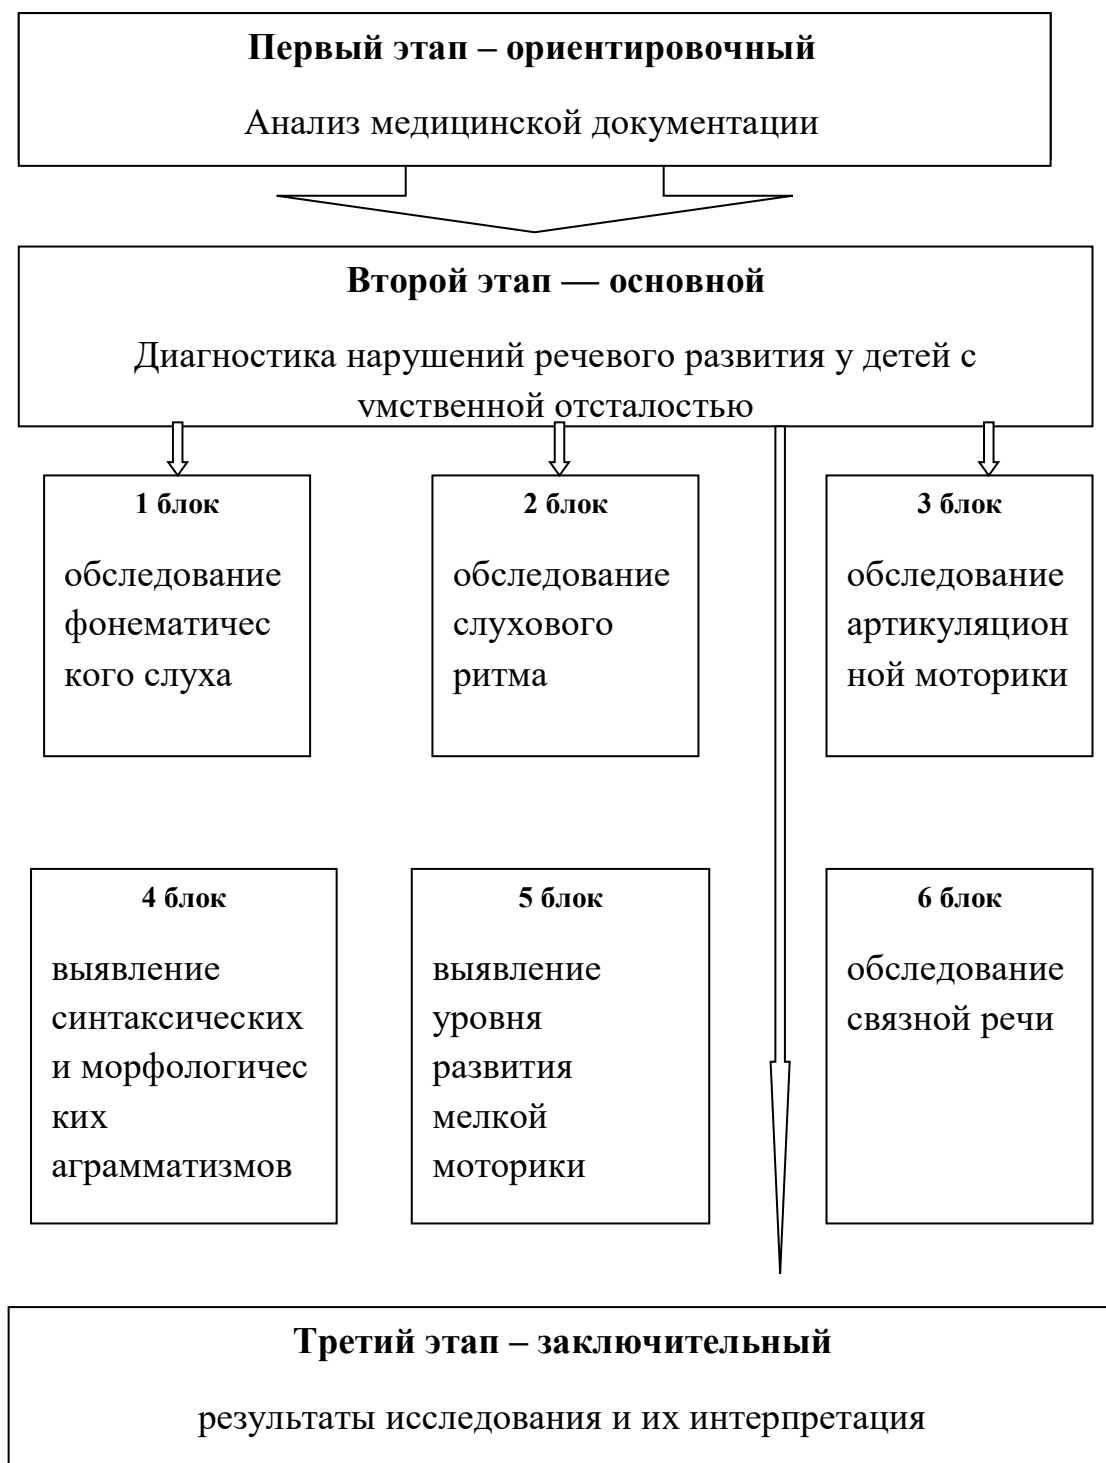 Первый этап – ориентировочный
Анализ медицинской документации
Второй этап — основной
Диагностика нарушений речевого развития у детей с
умственной отсталостью
1 блок
обследование
фонематичес
кого слуха
2 блок
обследование
слухового
ритма
3 блок
обследование
артикуляцион
ной моторики
4 блок
выявление
синтаксических
и морфологичес
ких
аграмматизмов
5 блок
выявление
уровня
развития
мелкой
моторики
6 блок
обследование
связной речи
Третий этап – заключительный
результаты исследования и их интерпретация